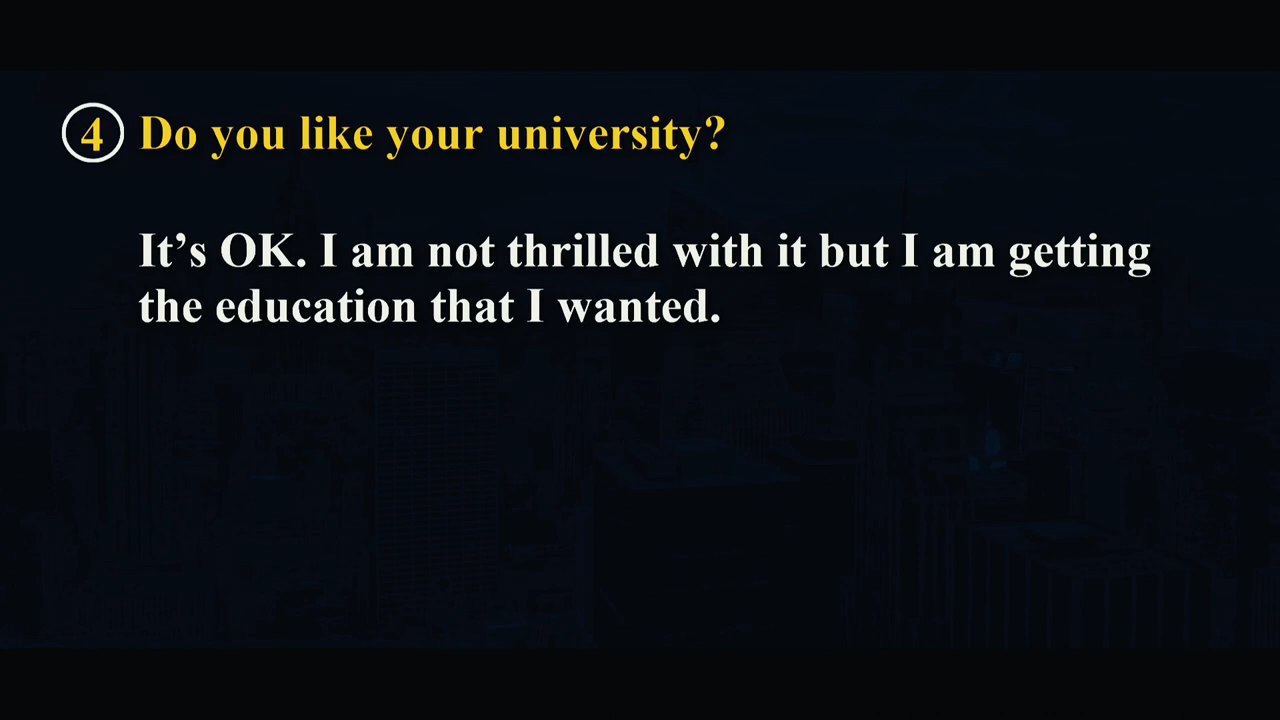 4 Do you like your university?
It’s OK. I am not thrilled with it but I am getting
the education that I wanted.